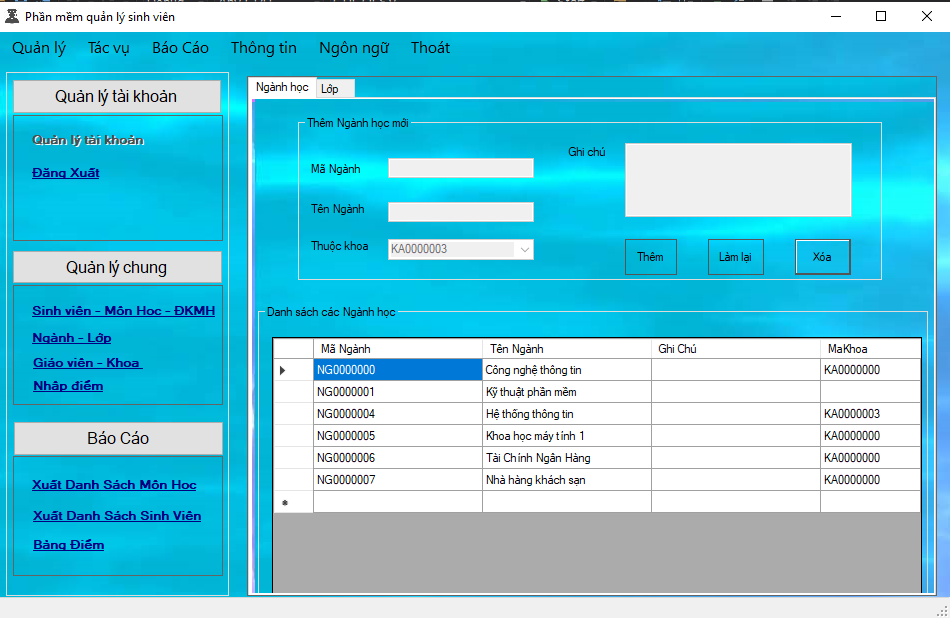 Phần mềm quản lý sinh viên
Quản lý Tác vụ Báo Cáo Thông tin Ngôn ngữ Thoát
Quản lý tài khoản
Quản lý tài khoản
Đăng Xuất
Quản lý chung
Sinh viên - Môn Học - ĐKMH
Ngành - Lớp
Giáo viên - Khoa
Nhập điểm
Báo Cáo
Xuất Danh Sách Môn Học
Xuất Danh Sách Sinh Viên
Bảng Điểm
Ngành học Lớp
Thêm Ngành học mới
Mã Ngành
Tên Ngành
Thuộc khoa KA0000003
Ghi chú
Thêm Làm lại Xóa
Danh sách các Ngành học
Mã Ngành Tên Ngành Ghi Chú MaKhoa
NG0000000 Công nghệ thông tin KA0000000
NG0000001 Kỹ thuật phần mềm
NG0000004 Hệ thống thông tin KA0000003
NG0000005 Khoa học máy tính 1 KA0000000
NG0000006 Tài Chính Ngân Hàng KA0000000
NG0000007 Nhà hàng khách sạn KA0000000